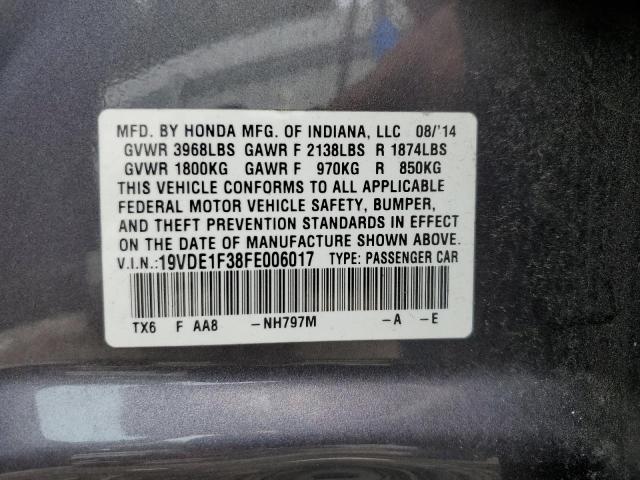 MFD. BY HONDA MFG. OF INDIANA, LLC 08/'14
GVWR 3968LBS GAWR F 2138LBS R 1874LBS
GVWR 1800KG GAWR F 970KG R 850KG
THIS VEHICLE CONFORMS TO ALL APPLICABLE
FEDERAL MOTOR VEHICLE SAFETY, BUMPER,
AND THEFT PREVENTION STANDARDS IN EFFECT
ON THE DATE OF MANUFACTURE SHOWN ABOVE.
V.I.N.:19VDE1F38FE006017 TYPE: PASSENGER CAR
TX6 F AA8 -NH797M -A -E